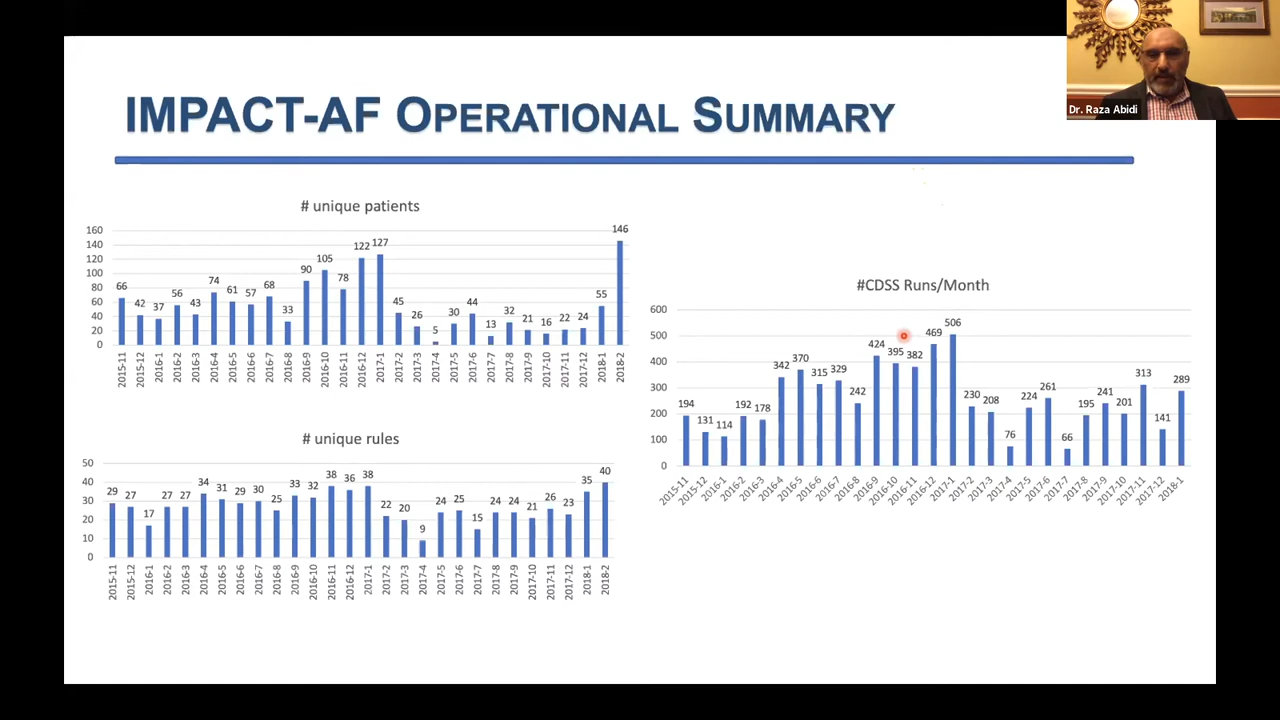 Dr. Raza Abidi
IMPACT-AF OPERATIONAL SUMMARY
# unique patients
160
140
120
100
80
60
40
20
0
66 42 37 56 43 74 61 57 68 33 90 105 78 122 127 45 26 5 30 44 13 32 21 16 22 24 55 146
2015-11 2015-12 2016-1 2016-2 2016-3 2016-4 2016-5 2016-6 2016-7 2016-8 2016-9 2016-10 2016-11 2016-12 2017-1 2017-2 2017-3 2017-4 2017-5 2017-6 2017-7 2017-8 2017-9 2017-10 2017-11 2017-12 2018-1 2018-2
# unique rules
50
40
30
20
10
0
29 27 17 27 27 34 31 29 30 25 33 32 38 36 38 22 20 9 24 25 15 24 24 21 26 23 35 40
2015-11 2015-12 2016-1 2016-2 2016-3 2016-4 2016-5 2016-6 2016-7 2016-8 2016-9 2016-10 2016-11 2016-12 2017-1 2017-2 2017-3 2017-4 2017-5 2017-6 2017-7 2017-8 2017-9 2017-10 2017-11 2017-12 2018-1 2018-2
#CDSS Runs/Month
600
500
400
300
200
100
0
194 131 114 192 178 342 370 315 329 242 424 395 382 469 506 230 208 76 224 261 66 195 241 201 313 141 289
2015-11 2015-12 2016-1 2016-2 2016-3 2016-4 2016-5 2016-6 2016-7 2016-8 2016-9 2016-10 2016-11 2016-12 2017-1 2017-2 2017-3 2017-4 2017-5 2017-6 2017-7 2017-8 2017-9 2017-10 2017-11 2017-12 2018-1